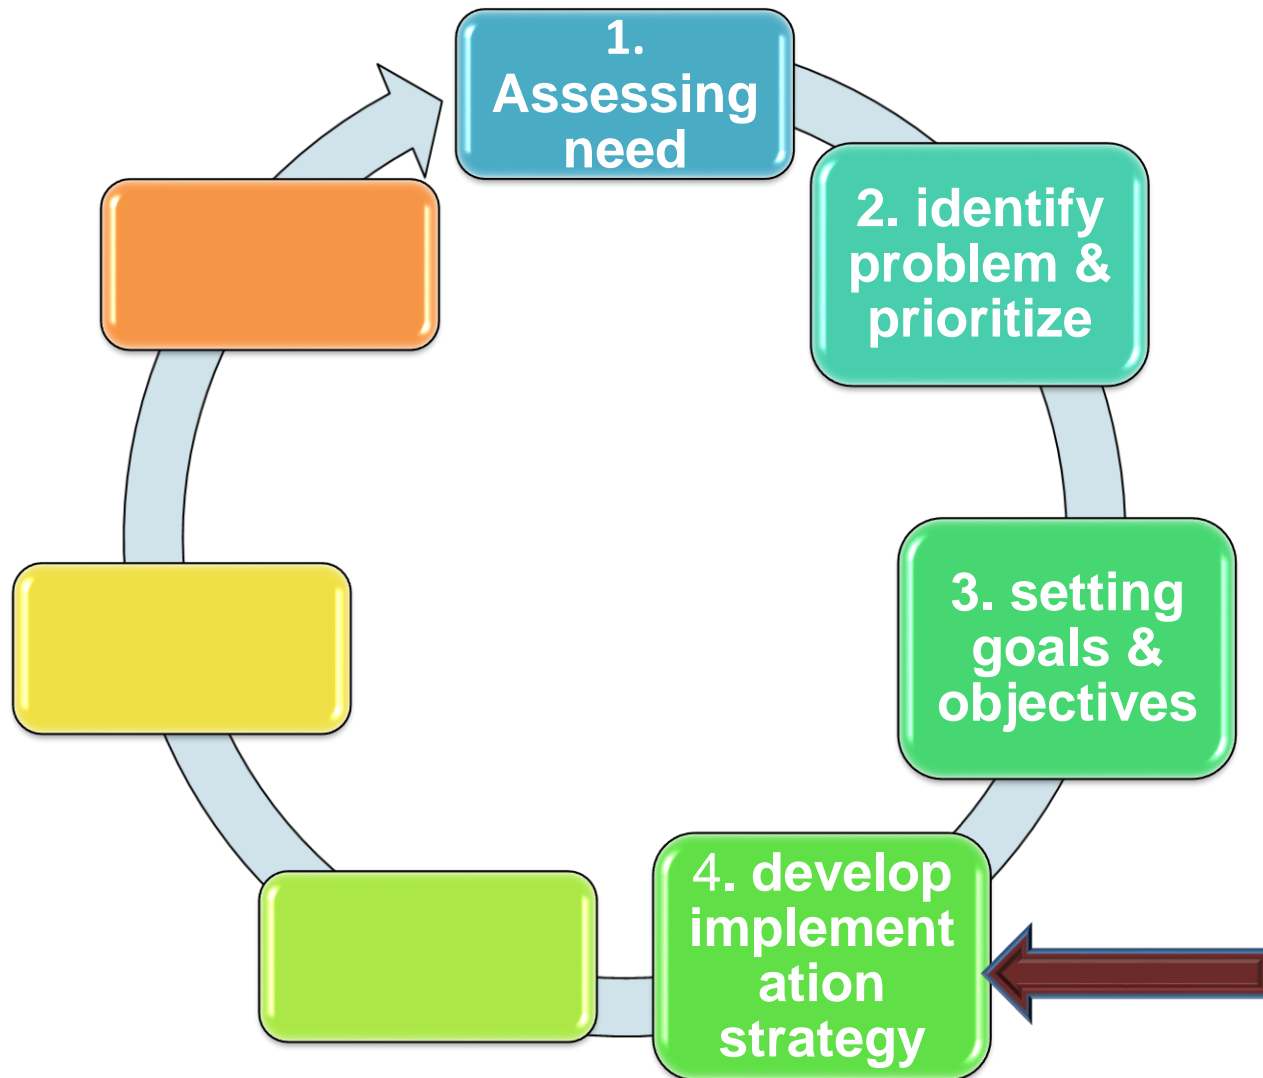 1.
Assessing
need
2. identify
problem &
prioritize
3. setting
goals &
objectives
4. develop
implement
ation
strategy